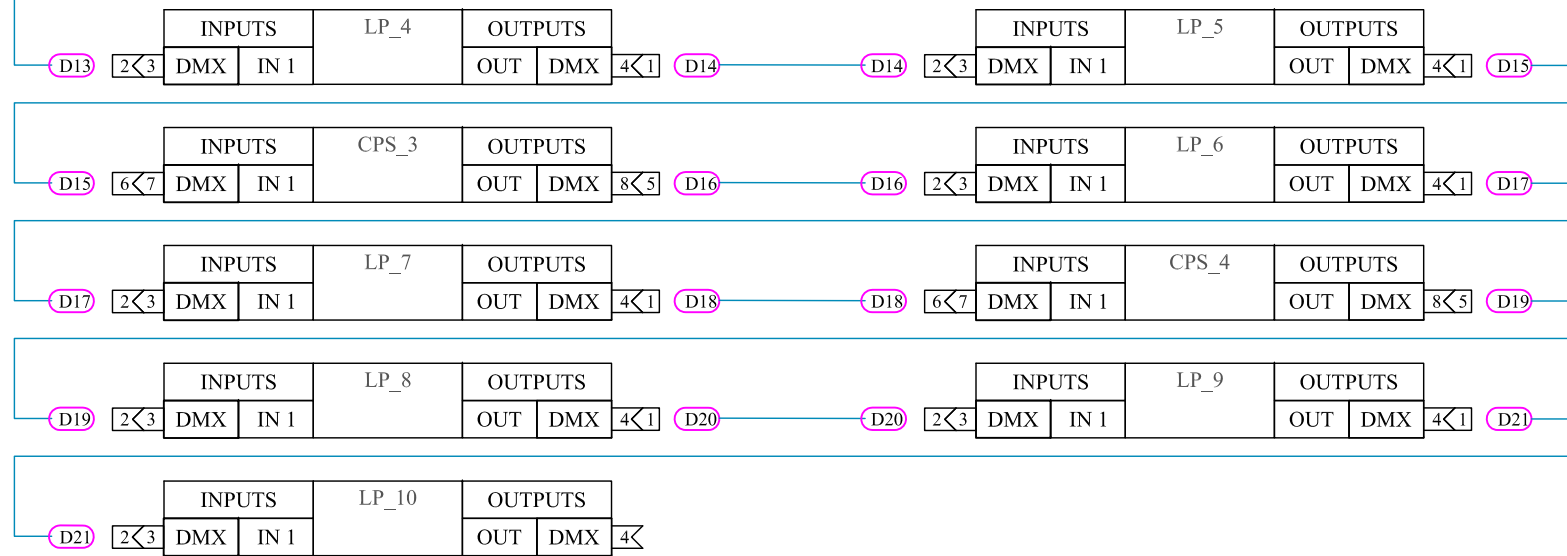 INPUTS LP_4 OUTPUTS INPUTS LP_5 OUTPUTS
D13 2 3 DMX IN 1 OUT DMX 4 1 D14 D14 2 3 DMX IN 1 OUT DMX 4 1 D15
INPUTS CPS_3 OUTPUTS INPUTS LP_6 OUTPUTS
D15 6 7 DMX IN 1 OUT DMX 8 5 D16 D16 2 3 DMX IN 1 OUT DMX 4 1 D17
INPUTS LP_7 OUTPUTS INPUTS CPS_4 OUTPUTS
D17 2 3 DMX IN 1 OUT DMX 4 1 D18 D18 6 7 DMX IN 1 OUT DMX 8 5 D19
INPUTS LP_8 OUTPUTS INPUTS LP_9 OUTPUTS
D19 2 3 DMX IN 1 OUT DMX 4 1 D20 D20 2 3 DMX IN 1 OUT DMX 4 1 D21
INPUTS LP_10 OUTPUTS
D21 2 3 DMX IN 1 OUT DMX 4